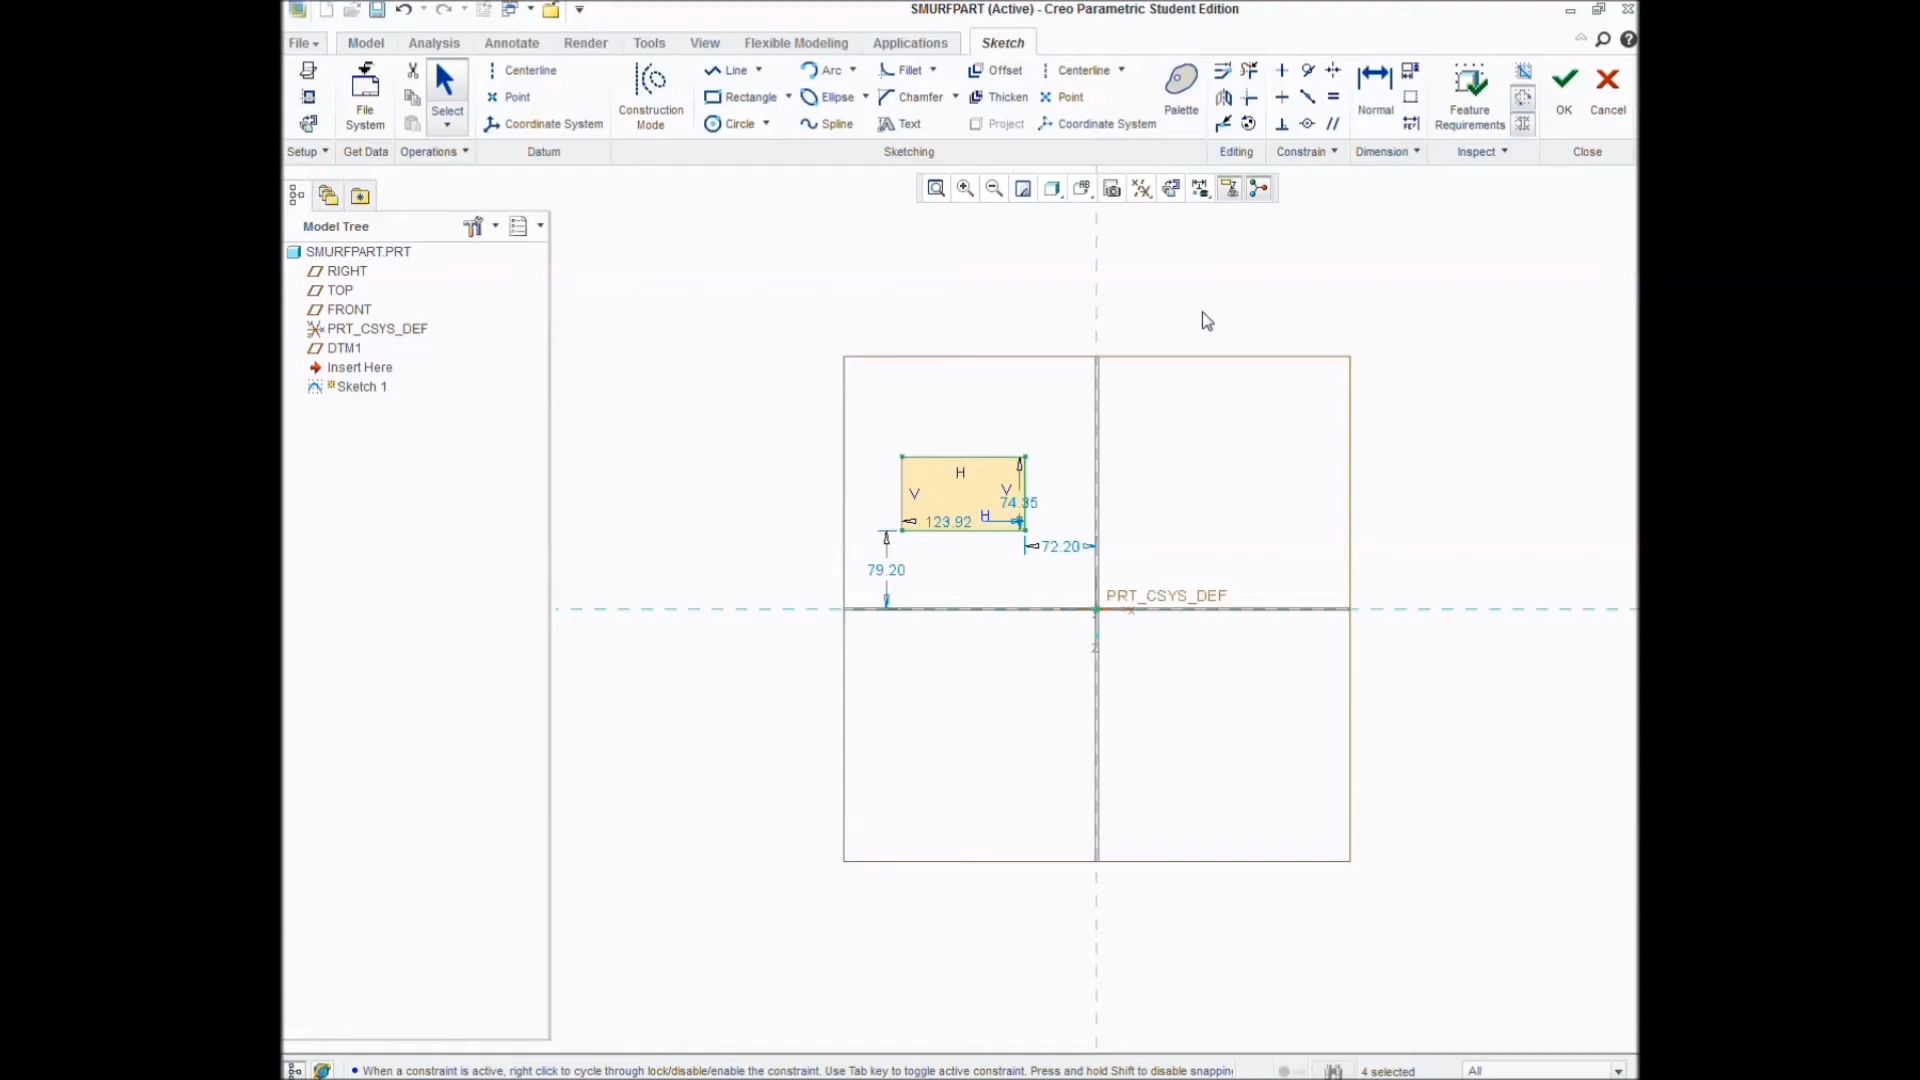 SMURFPART (Active) - Creo Parametric Student Edition
File Model Analysis Annotate Render Tools View Flexible Modeling Applications Sketch
Centerline Line Arc Fillet Offset Centerline
Point Rectangle Ellipse Chamfer Thicken Point
Coordinate System Circle Spline Text Project Coordinate System
File System
Select
Construction Mode
Palette
Normal
Feature Requirements
OK
Cancel
Setup Get Data Operations Datum Sketching Editing Constrain Dimension Inspect Close
Model Tree
SMURFPART.PRT
RIGHT
TOP
FRONT
PRT_CSYS_DEF
DTM1
Insert Here
Sketch 1
H
V V
74.35
H
123.92
72.20
79.20
PRT_CSYS_DEF
X
Z
When a constraint is active, right click to cycle through lock/disable/enable the constraint. Use Tab key to toggle active constraint. Press and hold Shift to disable snappin
4 selected
All